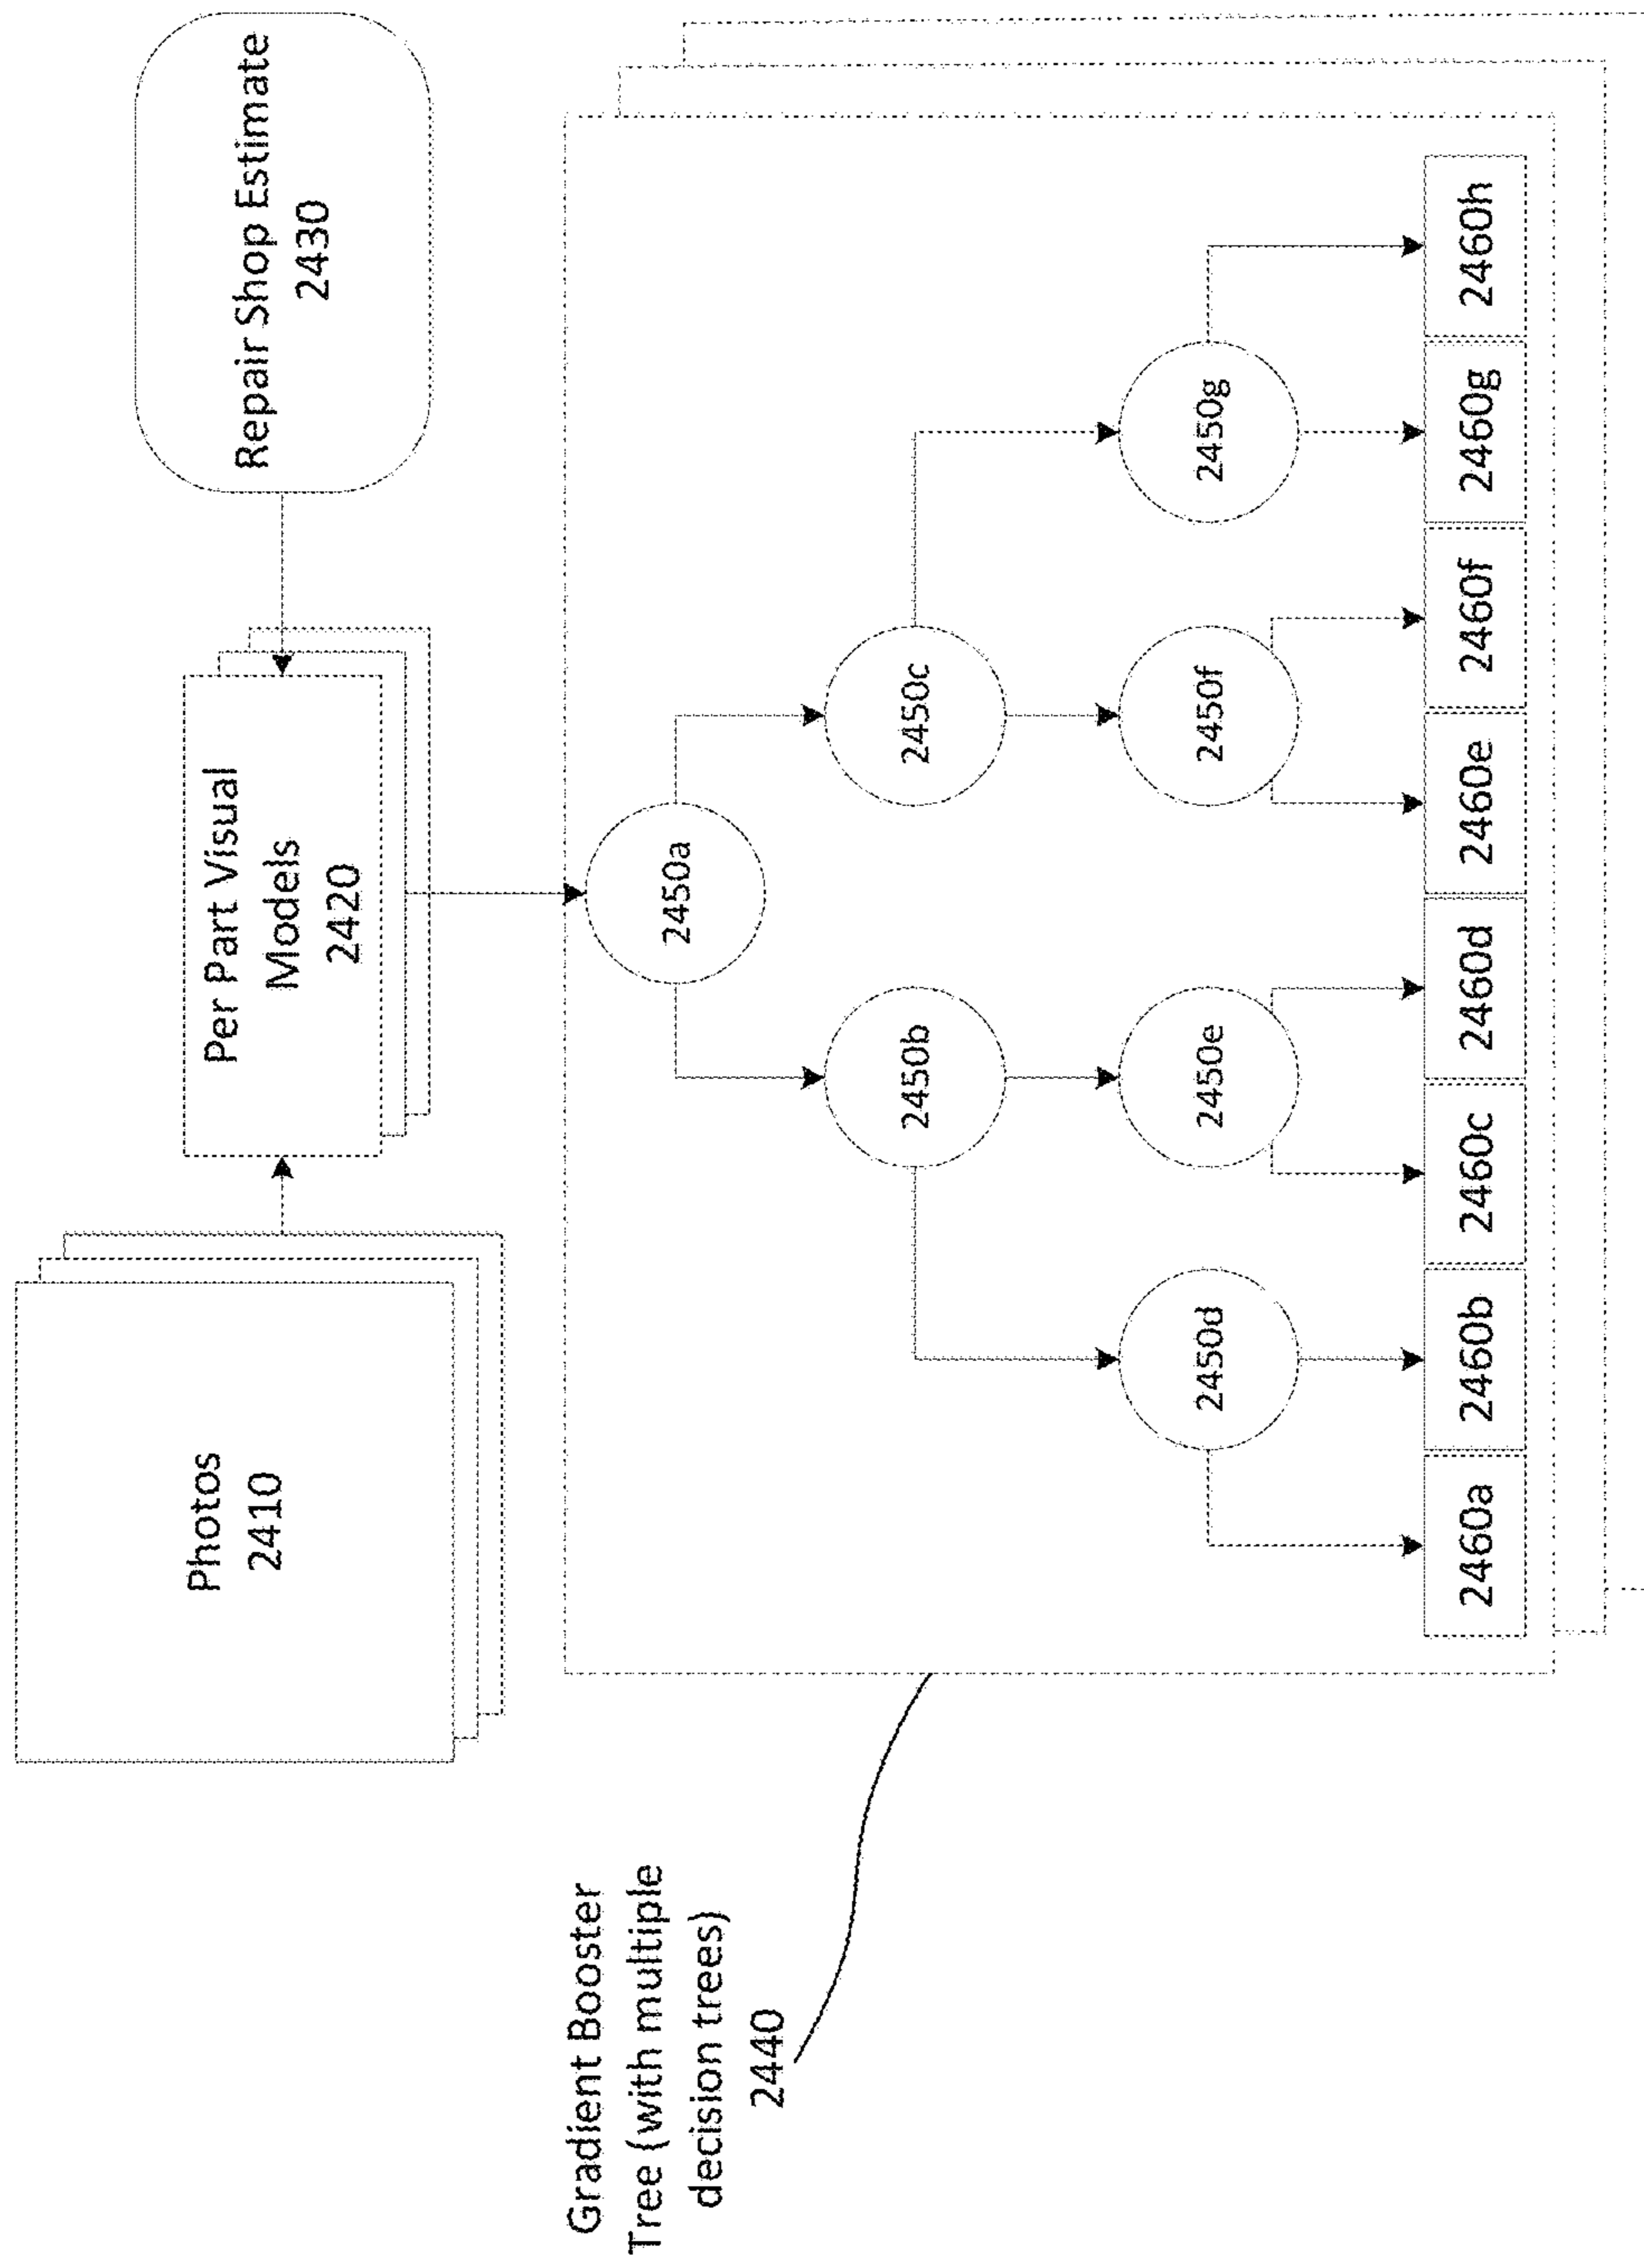 Photos
2410
Per Part Visual
Models
2420
Repair Shop Estimate
2430
Gradient Booster
Tree (with multiple
decision trees)
2440
2450a
2450b
2450c
2450d
2450e
2450f
2450g
2460a
2460b
2460c
2460d
2460e
2460f
2460g
2460h